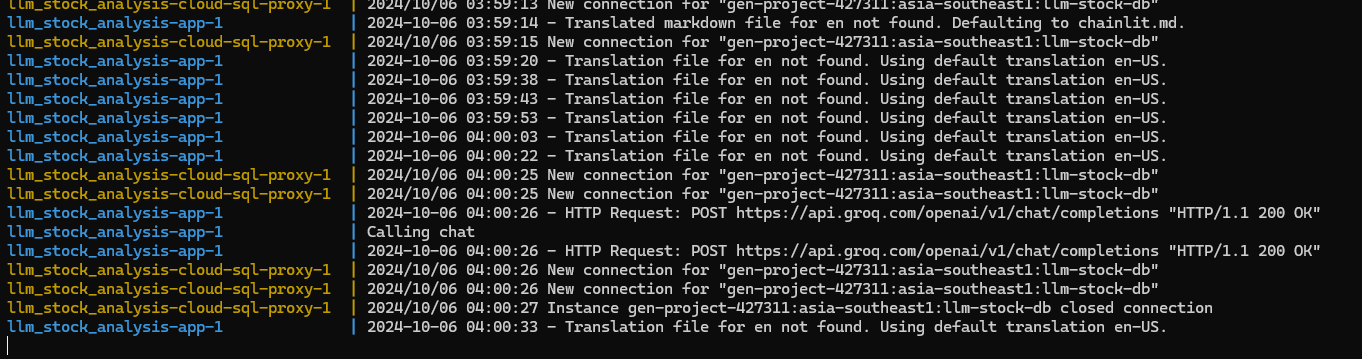 llm_stock_analysis-cloud-sql-proxy-1 | 2024/10/06 03:59:13 New connection for "gen-project-427311:asia-southeast1:llm-stock-db"
llm_stock_analysis-app-1 | 2024-10-06 03:59:14 - Translated markdown file for en not found. Defaulting to chainlit.md.
llm_stock_analysis-cloud-sql-proxy-1 | 2024/10/06 03:59:15 New connection for "gen-project-427311:asia-southeast1:llm-stock-db"
llm_stock_analysis-app-1 | 2024-10-06 03:59:20 - Translation file for en not found. Using default translation en-US.
llm_stock_analysis-app-1 | 2024-10-06 03:59:38 - Translation file for en not found. Using default translation en-US.
llm_stock_analysis-app-1 | 2024-10-06 03:59:43 - Translation file for en not found. Using default translation en-US.
llm_stock_analysis-app-1 | 2024-10-06 03:59:53 - Translation file for en not found. Using default translation en-US.
llm_stock_analysis-app-1 | 2024-10-06 04:00:03 - Translation file for en not found. Using default translation en-US.
llm_stock_analysis-app-1 | 2024-10-06 04:00:22 - Translation file for en not found. Using default translation en-US.
llm_stock_analysis-cloud-sql-proxy-1 | 2024/10/06 04:00:25 New connection for "gen-project-427311:asia-southeast1:llm-stock-db"
llm_stock_analysis-cloud-sql-proxy-1 | 2024/10/06 04:00:25 New connection for "gen-project-427311:asia-southeast1:llm-stock-db"
llm_stock_analysis-app-1 | 2024-10-06 04:00:26 - HTTP Request: POST https://api.groq.com/openai/v1/chat/completions "HTTP/1.1 200 OK"
llm_stock_analysis-app-1 | Calling chat
llm_stock_analysis-app-1 | 2024-10-06 04:00:26 - HTTP Request: POST https://api.groq.com/openai/v1/chat/completions "HTTP/1.1 200 OK"
llm_stock_analysis-cloud-sql-proxy-1 | 2024/10/06 04:00:26 New connection for "gen-project-427311:asia-southeast1:llm-stock-db"
llm_stock_analysis-cloud-sql-proxy-1 | 2024/10/06 04:00:26 New connection for "gen-project-427311:asia-southeast1:llm-stock-db"
llm_stock_analysis-cloud-sql-proxy-1 | 2024/10/06 04:00:27 Instance gen-project-427311:asia-southeast1:llm-stock-db closed connection
llm_stock_analysis-app-1 | 2024-10-06 04:00:33 - Translation file for en not found. Using default translation en-US.